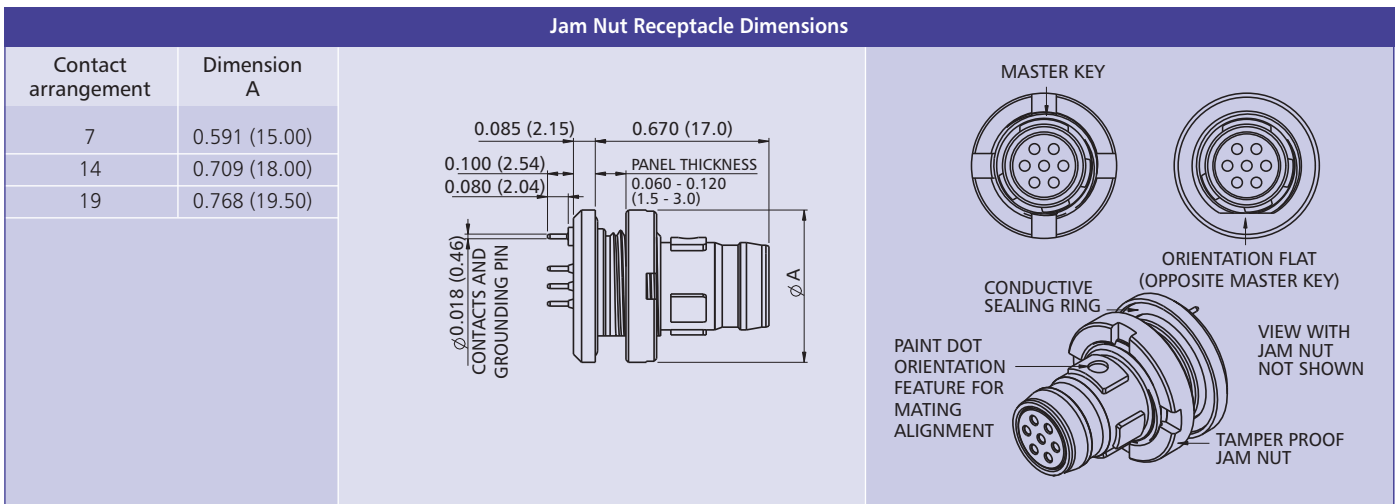 Jam Nut Receptacle Dimensions
Contact
arrangement
Dimension
A
7
0.591 (15.00)
14
0.709 (18.00)
19
0.768 (19.50)
0.085 (2.15)
0.670 (17.0)
0.100 (2.54)
0.080 (2.04)
PANEL THICKNESS
0.060 - 0.120
(1.5 - 3.0)
Ø0.018 (0.46)
CONTACTS AND
GROUNDING PIN
Ø A
MASTER KEY
ORIENTATION FLAT
(OPPOSITE MASTER KEY)
CONDUCTIVE
SEALING RING
VIEW WITH
JAM NUT
NOT SHOWN
PAINT DOT
ORIENTATION
FEATURE FOR
MATING
ALIGNMENT
TAMPER PROOF
JAM NUT